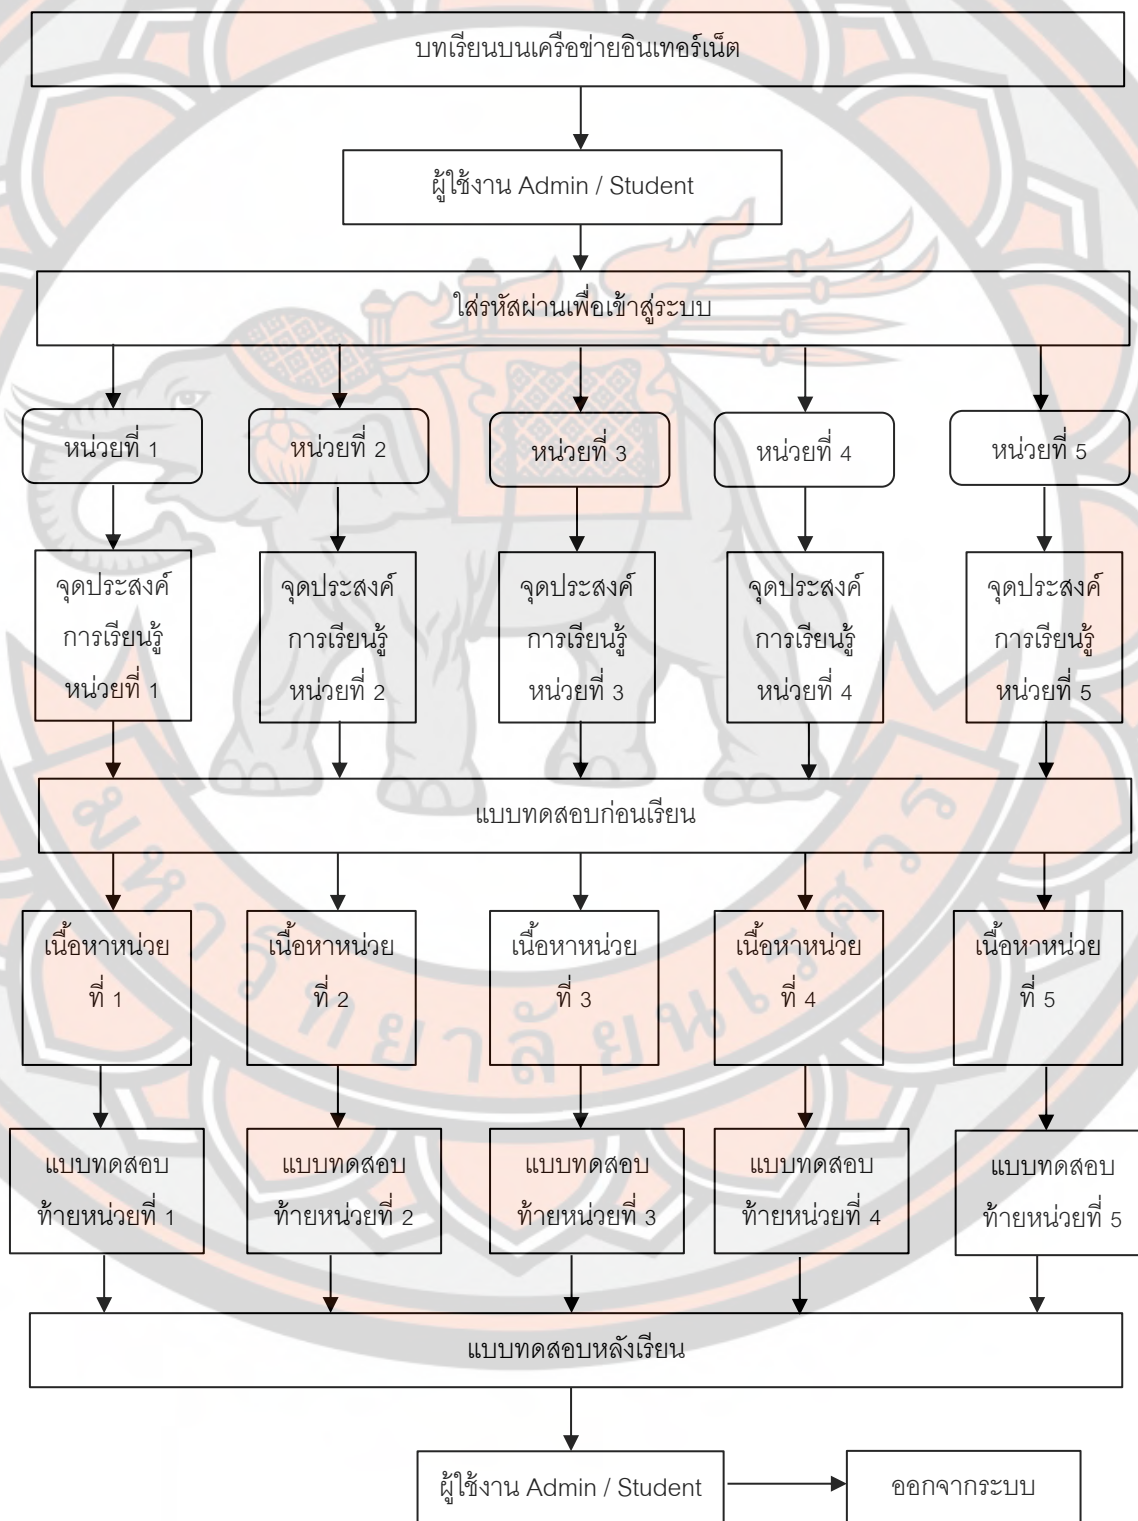 บทเรียนบนเครือข่ายอินเทอร์เน็ต
ผู้ใช้งาน Admin / Student
ใส่รหัสผ่านเพื่อเข้าสู่ระบบ
หน่วยที่ 1
หน่วยที่ 2
หน่วยที่ 3
หน่วยที่ 4
หน่วยที่ 5
จุดประสงค์
การเรียนรู้
หน่วยที่ 1
จุดประสงค์
การเรียนรู้
หน่วยที่ 2
จุดประสงค์
การเรียนรู้
หน่วยที่ 3
จุดประสงค์
การเรียนรู้
หน่วยที่ 4
จุดประสงค์
การเรียนรู้
หน่วยที่ 5
แบบทดสอบก่อนเรียน
เนื้อหาหน่วย
ที่ 1
เนื้อหาหน่วย
ที่ 2
เนื้อหาหน่วย
ที่ 3
เนื้อหาหน่วย
ที่ 4
เนื้อหาหน่วย
ที่ 5
มหาวิทยาลัยนเรศวร
แบบทดสอบ
ท้ายหน่วยที่ 1
แบบทดสอบ
ท้ายหน่วยที่ 2
แบบทดสอบ
ท้ายหน่วยที่ 3
แบบทดสอบ
ท้ายหน่วยที่ 4
แบบทดสอบ
ท้ายหน่วยที่ 5
แบบทดสอบหลังเรียน
ผู้ใช้งาน Admin / Student
ออกจากระบบ